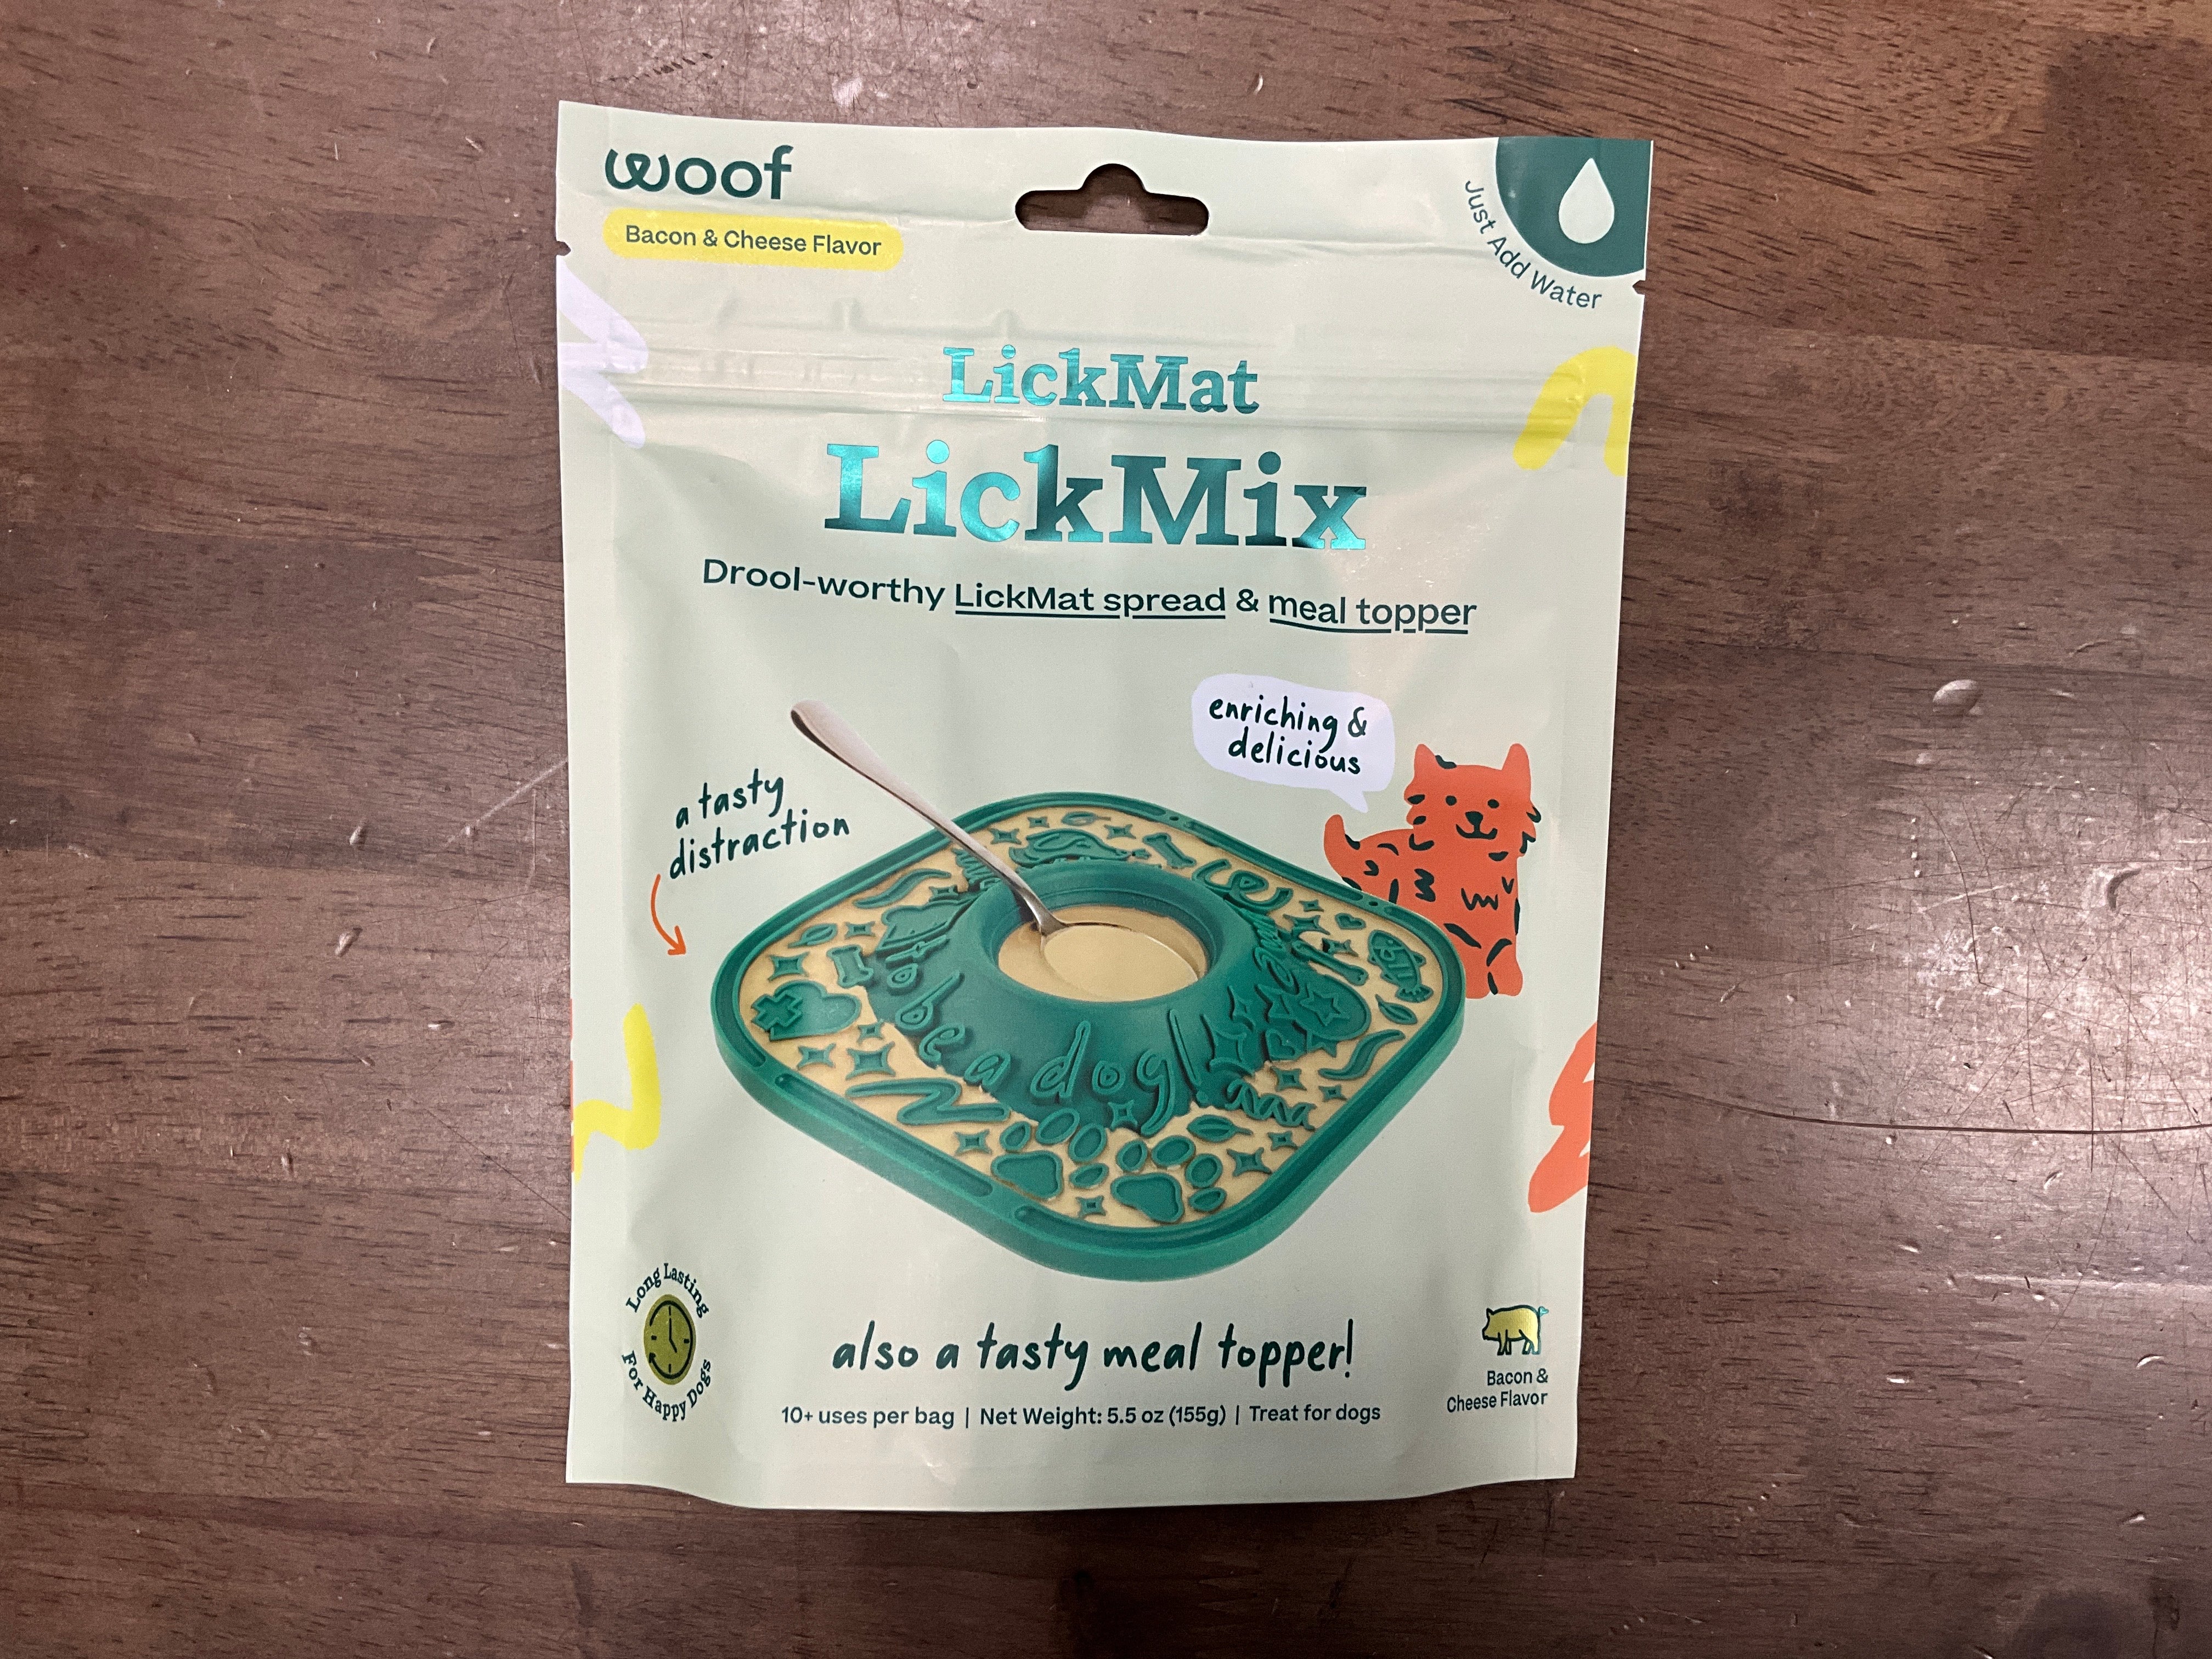 woof
Bacon & Cheese Flavor
Just Add Water
LickMat
LickMix
Drool-worthy LickMat spread & meal topper
enriching &
delicious
a tasty
distraction
to be a dog!
Long Lasting
For Happy Dogs
also a tasty meal topper!
Bacon &
Cheese Flavor
10+ uses per bag | Net Weight: 5.5 oz (155g) | Treat for dogs